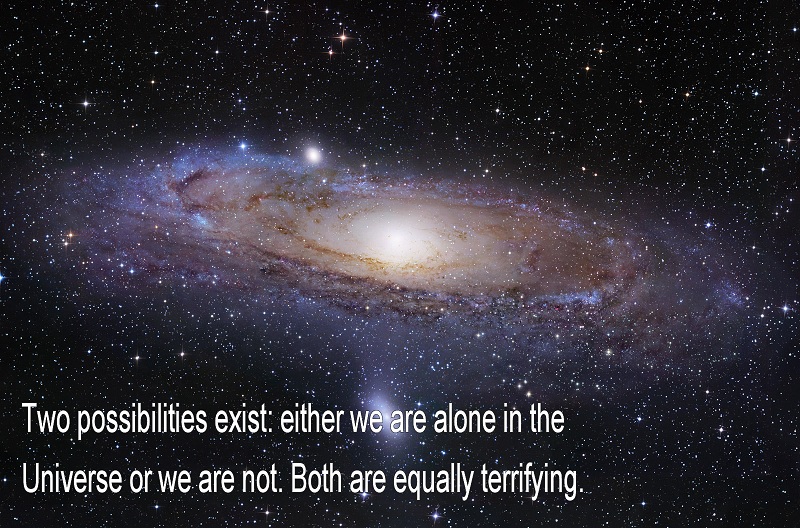 Two possibilities exist: either we are alone in the
Universe or we are not. Both are equally terrifying.